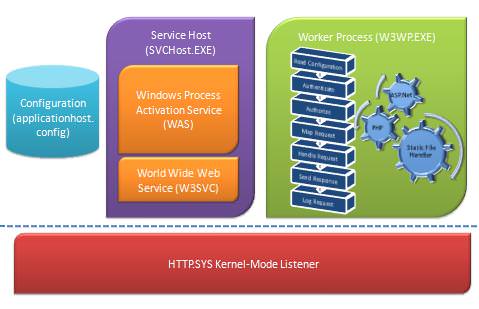 Service Host
(SVCHost.EXE)
Worker Process (W3WP.EXE)
Configuration
(applicationhost.
config)
Windows Process
Activation Service
(WAS)
World Wide Web
Service (W3SVC)
Read Configuration
Authenticate
Authorize
Map Request
Handle Request
Send Response
Log Request
ASP.Net
PHP
Static File
Handler
HTTP.SYS Kernel-Mode Listener